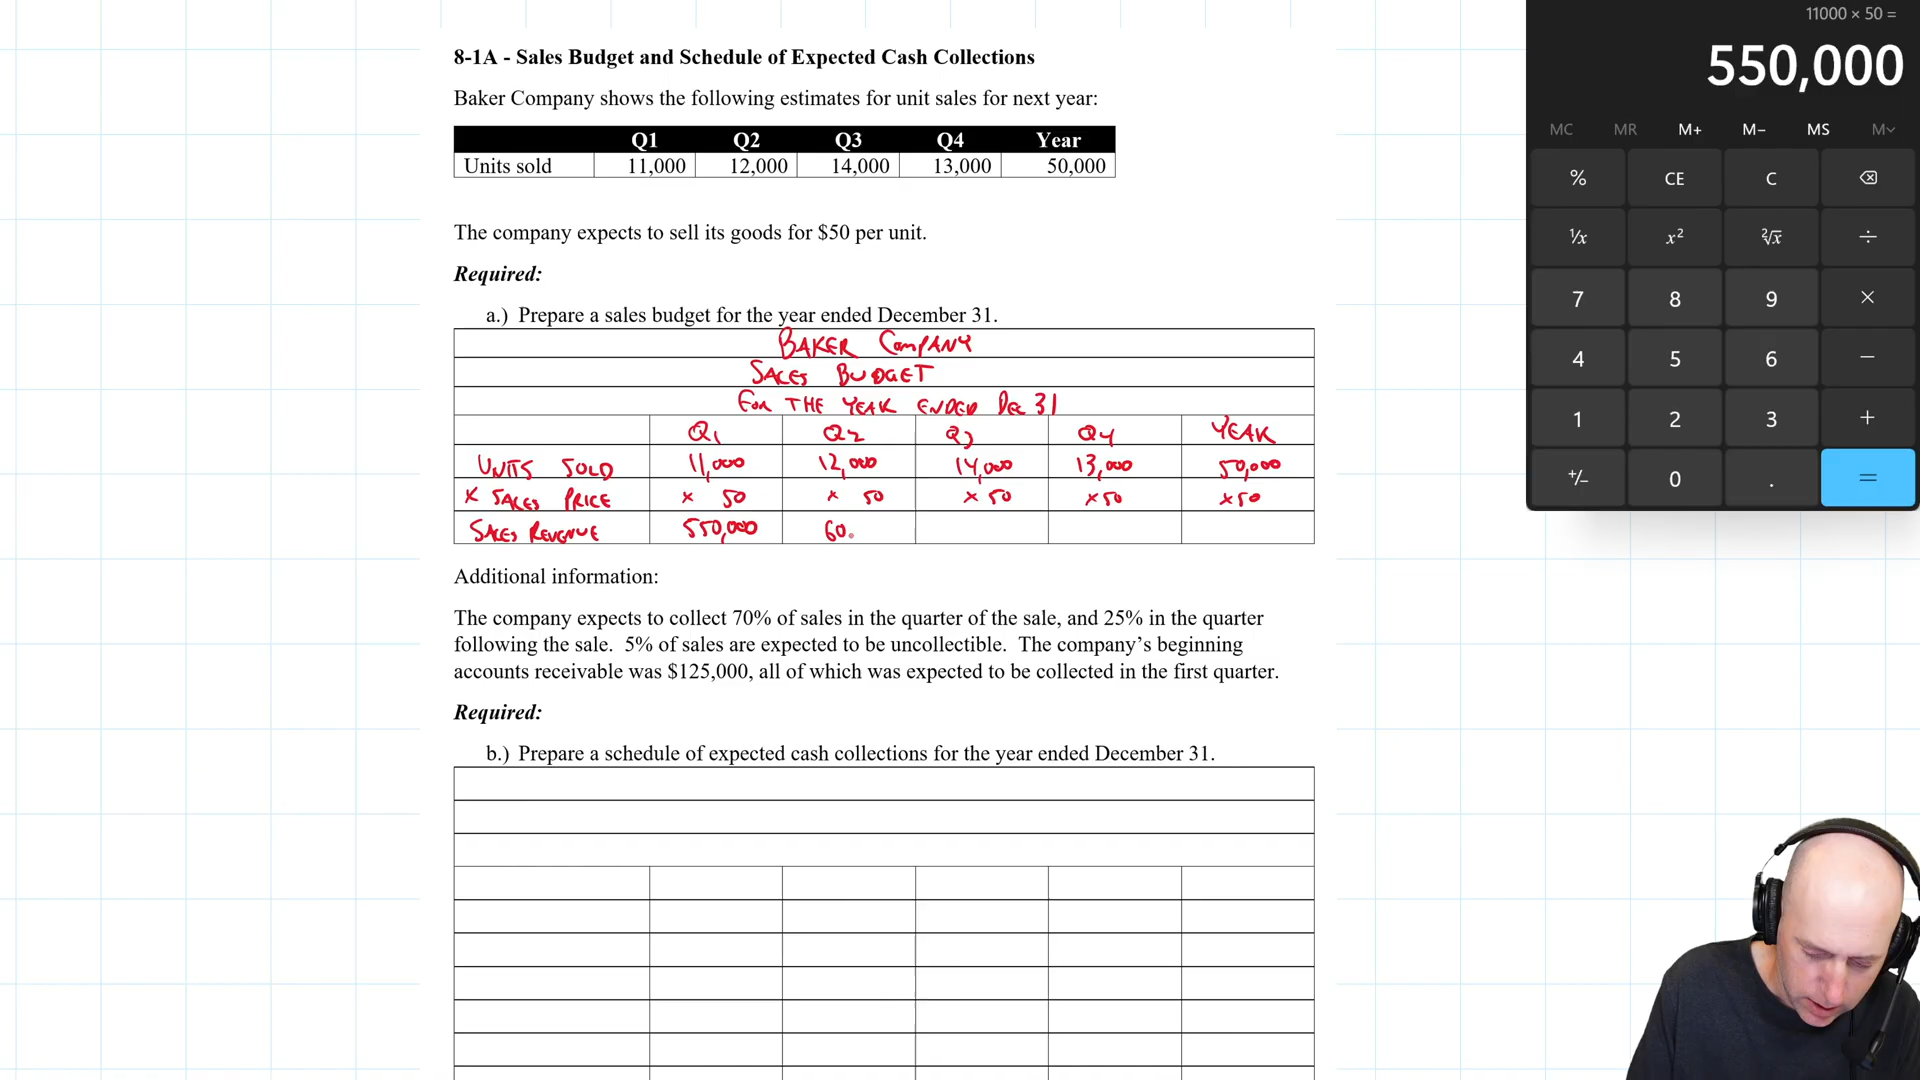 8-1A - Sales Budget and Schedule of Expected Cash Collections
Baker Company shows the following estimates for unit sales for next year:
Q1 Q2 Q3 Q4 Year
Units sold 11,000 12,000 14,000 13,000 50,000
The company expects to sell its goods for $50 per unit.
Required:
a.) Prepare a sales budget for the year ended December 31.
BAKER COMPANY
SALES BUDGET
FOR THE YEAR ENDED DEC 31
Q1 Q2 Q3 Q4 YEAR
UNITS SOLD 11,000 12,000 14,000 13,000 50,000
X SALES PRICE x 50 x 50 x 50 x 50 x 50
SALES REVENUE 550,000 60.
Additional information:
The company expects to collect 70% of sales in the quarter of the sale, and 25% in the quarter
following the sale.  5% of sales are expected to be uncollectible.  The company’s beginning
accounts receivable was $125,000, all of which was expected to be collected in the first quarter.
Required:
b.) Prepare a schedule of expected cash collections for the year ended December 31.
11000 × 50 =
550,000
MC MR M+ M− MS M˅
% CE C ⌫
¹/x x² ²√x ÷
7 8 9 ×
4 5 6 −
1 2 3 +
+/− 0 . =